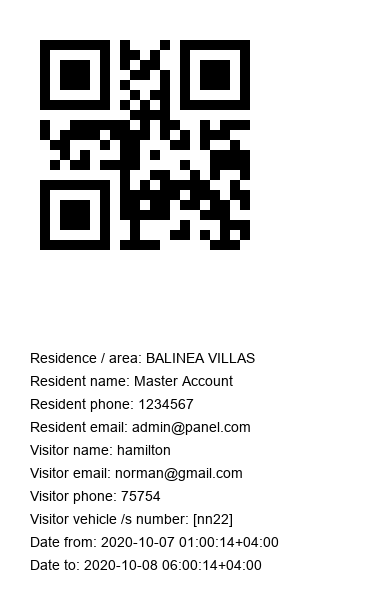 Residence / area: BALINEA VILLAS
Resident name: Master Account
Resident phone: 1234567
Resident email: admin@panel.com
Visitor name: hamilton
Visitor email: norman@gmail.com
Visitor phone: 75754
Visitor vehicle /s number: [nn22]
Date from: 2020-10-07 01:00:14+04:00
Date to: 2020-10-08 06:00:14+04:00